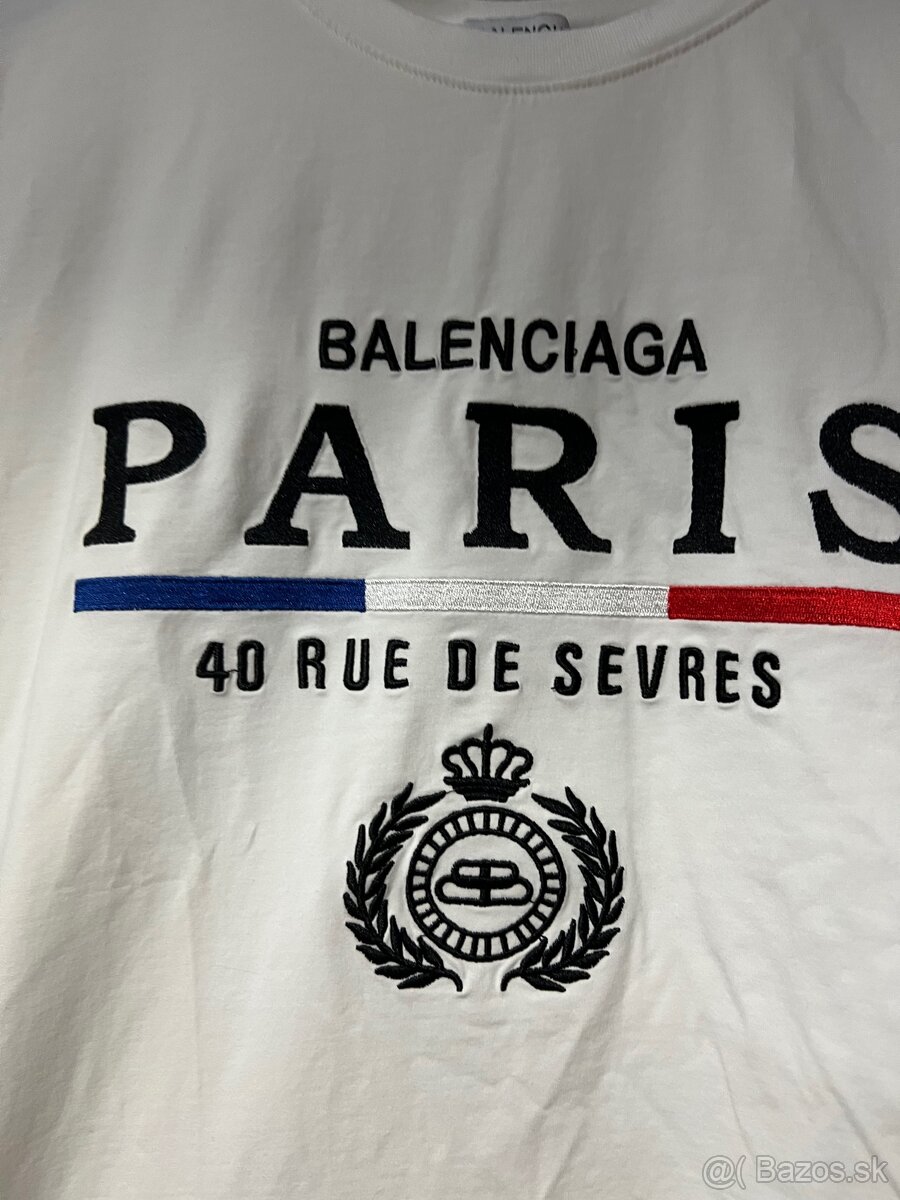 BALENCIAGA
PARIS
40 RUE DE SEVRES
@( Bazos.sk